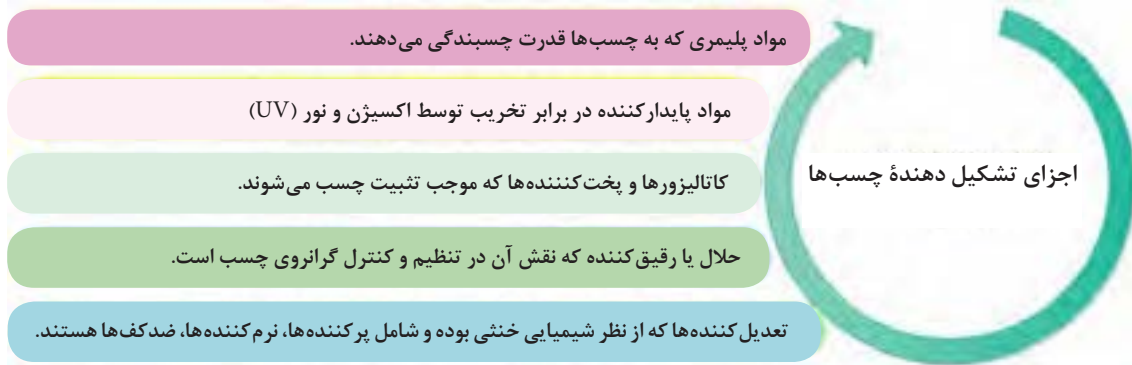 اجزای تشکیل دهندهٔ چسب‌ها
مواد پلیمری که به چسب‌ها قدرت چسبندگی می‌دهند.
مواد پایدارکننده در برابر تخریب توسط اکسیژن و نور (UV)
کاتالیزورها و پخت‌کننننده‌ها که موجب تثبیت چسب می‌شوند.
حلال یا رقیق‌کننده که نقش آن در تنظیم و کنترل گرانروی چسب است.
تعدیل‌کننده‌ها که از نظر شیمیایی خنثی بوده و شامل پرکننده‌ها، نرم‌کننده‌ها، ضدکف‌ها هستند.